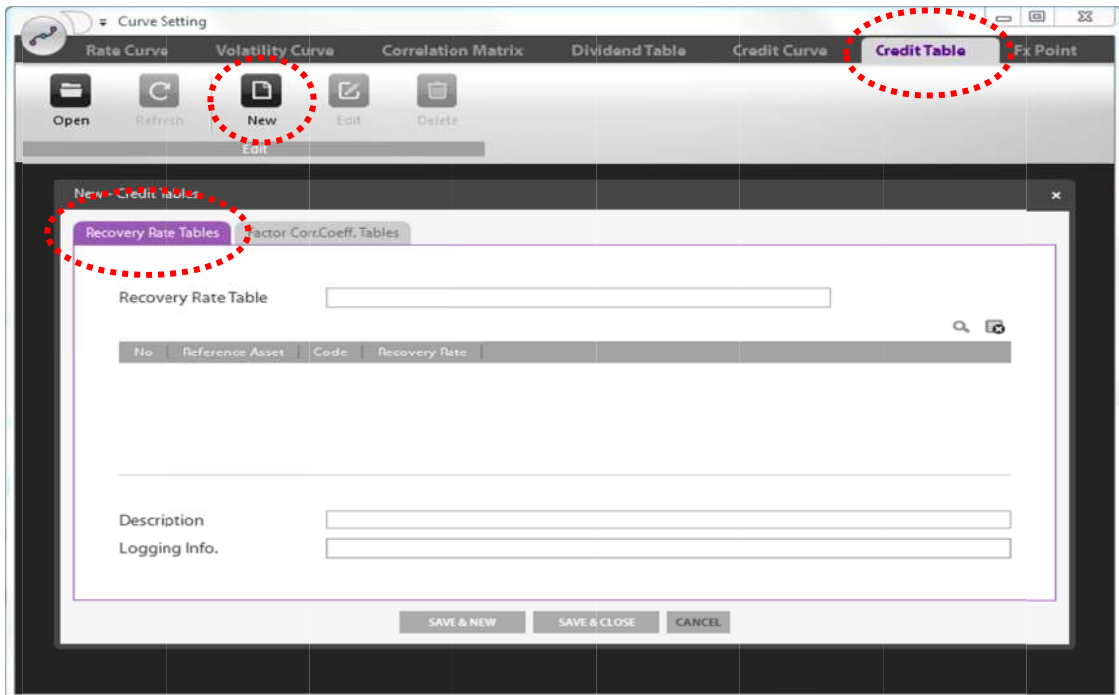 Curve Setting
Rate Curve Volatility Curve Correlation Matrix Dividend Table Credit Curve Credit Table Fx Point
Open Refresh New Edit Delete
Edit
New - Credit Tables
Recovery Rate Tables Factor Corr.Coeff. Tables
Recovery Rate Table
No Reference Asset Code Recovery Rate
Description
Logging Info.
SAVE & NEW SAVE & CLOSE CANCEL